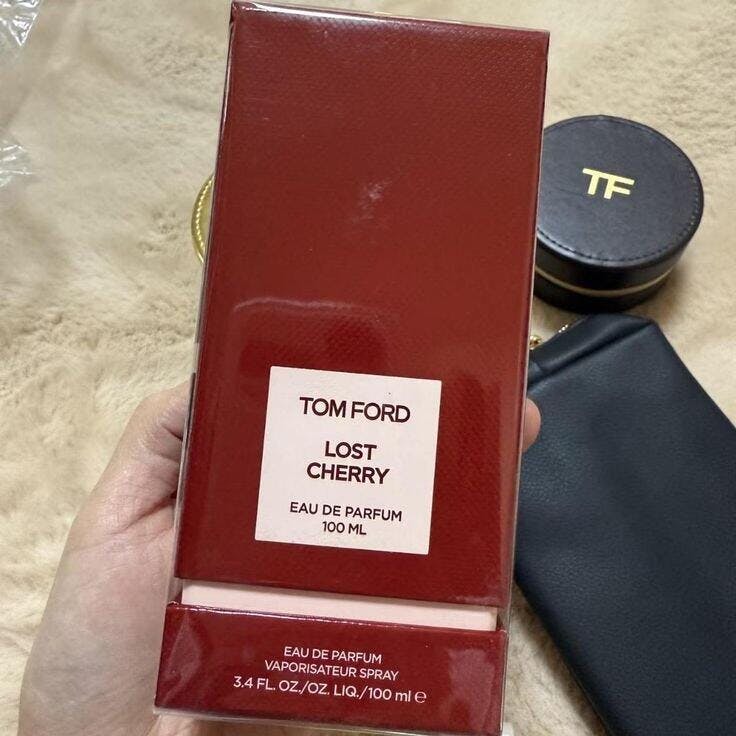 TF
TOM FORD
LOST
CHERRY
EAU DE PARFUM
100 ML
EAU DE PARFUM
VAPORISATEUR SPRAY
3.4 FL. OZ./OZ. LIQ./100 ml ℮